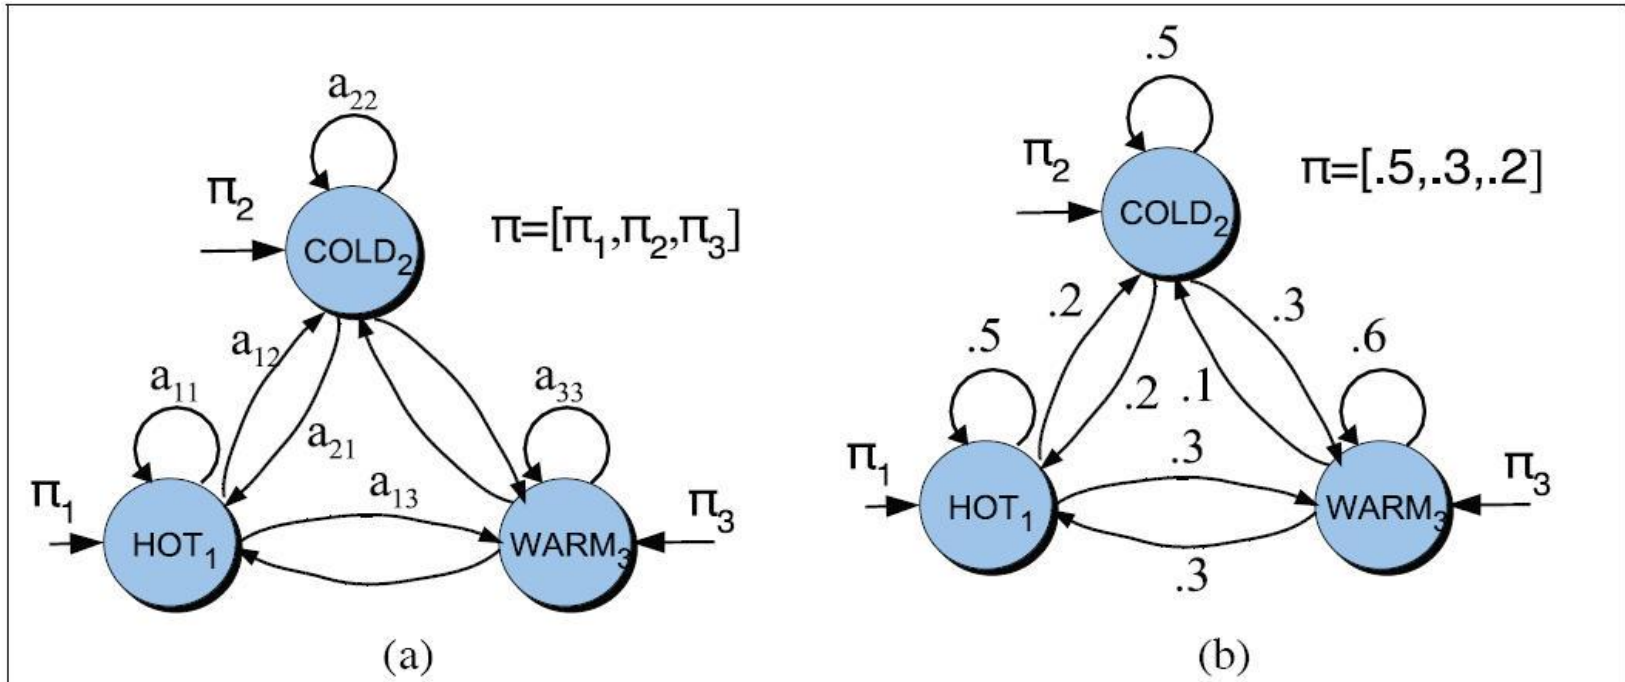 a₂₂
π₂
COLD₂
π=[π₁,π₂,π₃]
a₁₂
a₁₁
a₃₃
a₂₁
a₁₃
π₁
HOT₁
WARM₃
π₃
(a)
.5
π₂
COLD₂
π=[.5,.3,.2]
.2
.3
.5
.6
.2
.1
.3
π₁
HOT₁
WARM₃
π₃
.3
(b)